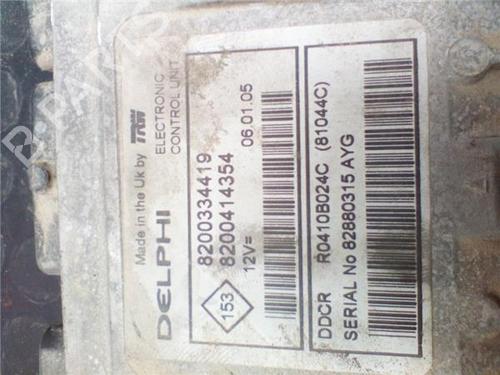 Made in the Uk by TRW
DELPHI
ELECTRONIC
CONTROL UNIT
153
8200334419
8200414354
12V= 06.01.05
DDCR R0410B024C (81044C)
SERIAL No 82880315 AYG